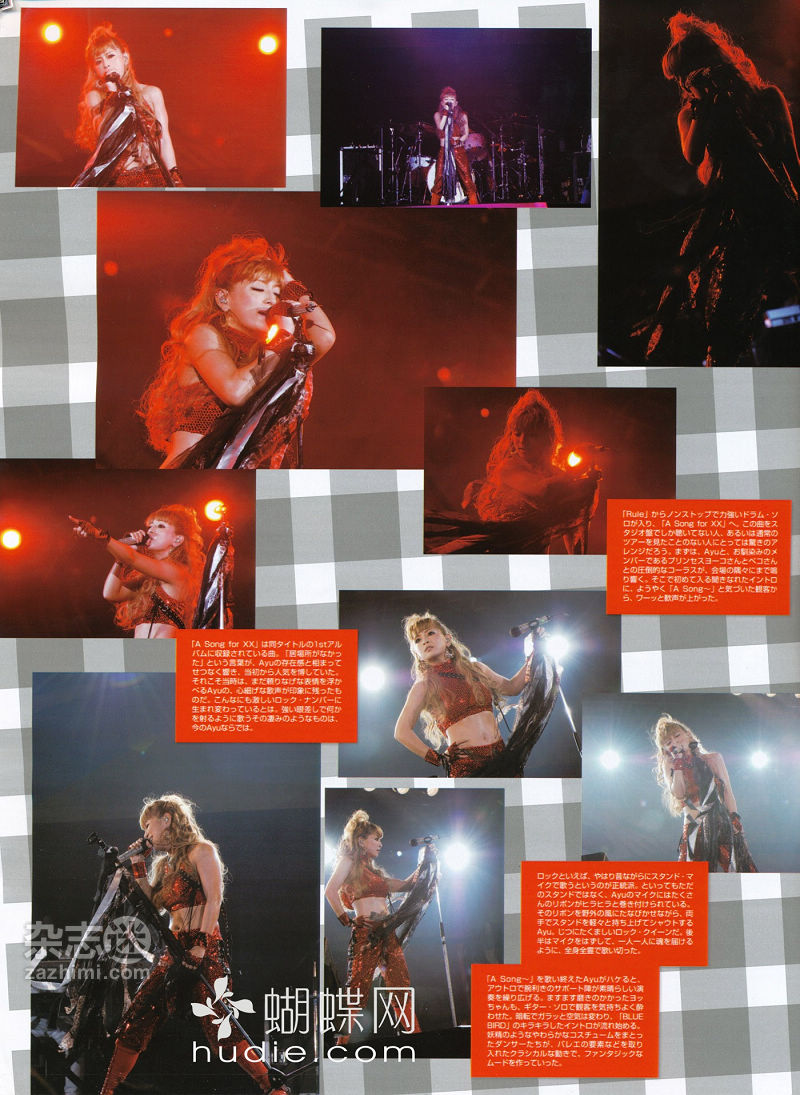 「Rule」からノンストップで力強いドラム・ソ
ロが入り、「A Song for XX」へ。この曲をス
タジオ盤でしか聴いてない人、あるいは通常の
ツアーを見たことのない人にとっては驚きのア
レンジだろう。まずは、Ayuと、お馴染みのメ
ンバーであるプリンセスヨーコさんとペコさん
との圧倒的なコーラスが、会場の隅々にまで鳴
り響く。そこで初めて入る聞きなれたイントロ
に、ようやく「A Song〜」と気づいた観客か
ら、ワーッと歓声が上がった。
「A Song for XX」は同タイトルの1stアル
バムに収録されている曲。「居場所がなかっ
た」という言葉が、Ayuの存在感と相まって
せつなく響き、当初から人気を博していた。
それこそ当時は、まだ頼りなげな表情を浮か
べるAyuの、心細げな歌声が印象に残ったも
のだ。こんなにも激しいロック・ナンバーに
生まれ変わっているとは。強い眼差しで何か
を射るように歌うその凄みのようなものは、
今のAyuならでは。
ロックといえば、やはり昔ながらにスタンド・マ
イクで歌うというのが正統派。といってもただ
のスタンドではなく、Ayuのマイクにはたくさ
んのリボンがヒラヒラと巻き付けられている。
そのリボンを野外の風にたなびかせながら、両
手でスタンドを軽々と持ち上げてシャウトする
Ayu。じつにたくましいロック・クイーンだ。後
半はマイクをはずして、一人一人に魂を届ける
ように、全身全霊で歌い切った。
「A Song〜」を歌い終えたAyuがハケると、
アウトロで腕利きのサポート陣が素晴らしい演
奏を繰り広げる。ますます磨きのかかったヨッ
ちゃんも、ギター・ソロで観客を気持ちよく酔
わせた。暗転でガラッと空気は変わり、「BLUE
BIRD」のキラキラしたイントロが流れ始める。
妖精のようなやわらかなコスチュームをまとっ
たダンサーたちが、バレエの要素などを取り
入れたクラシカルな動きで、ファンタジックな
ムードを作っていった。
杂志迷
zazhimi.com
蝴蝶网
hudie.com